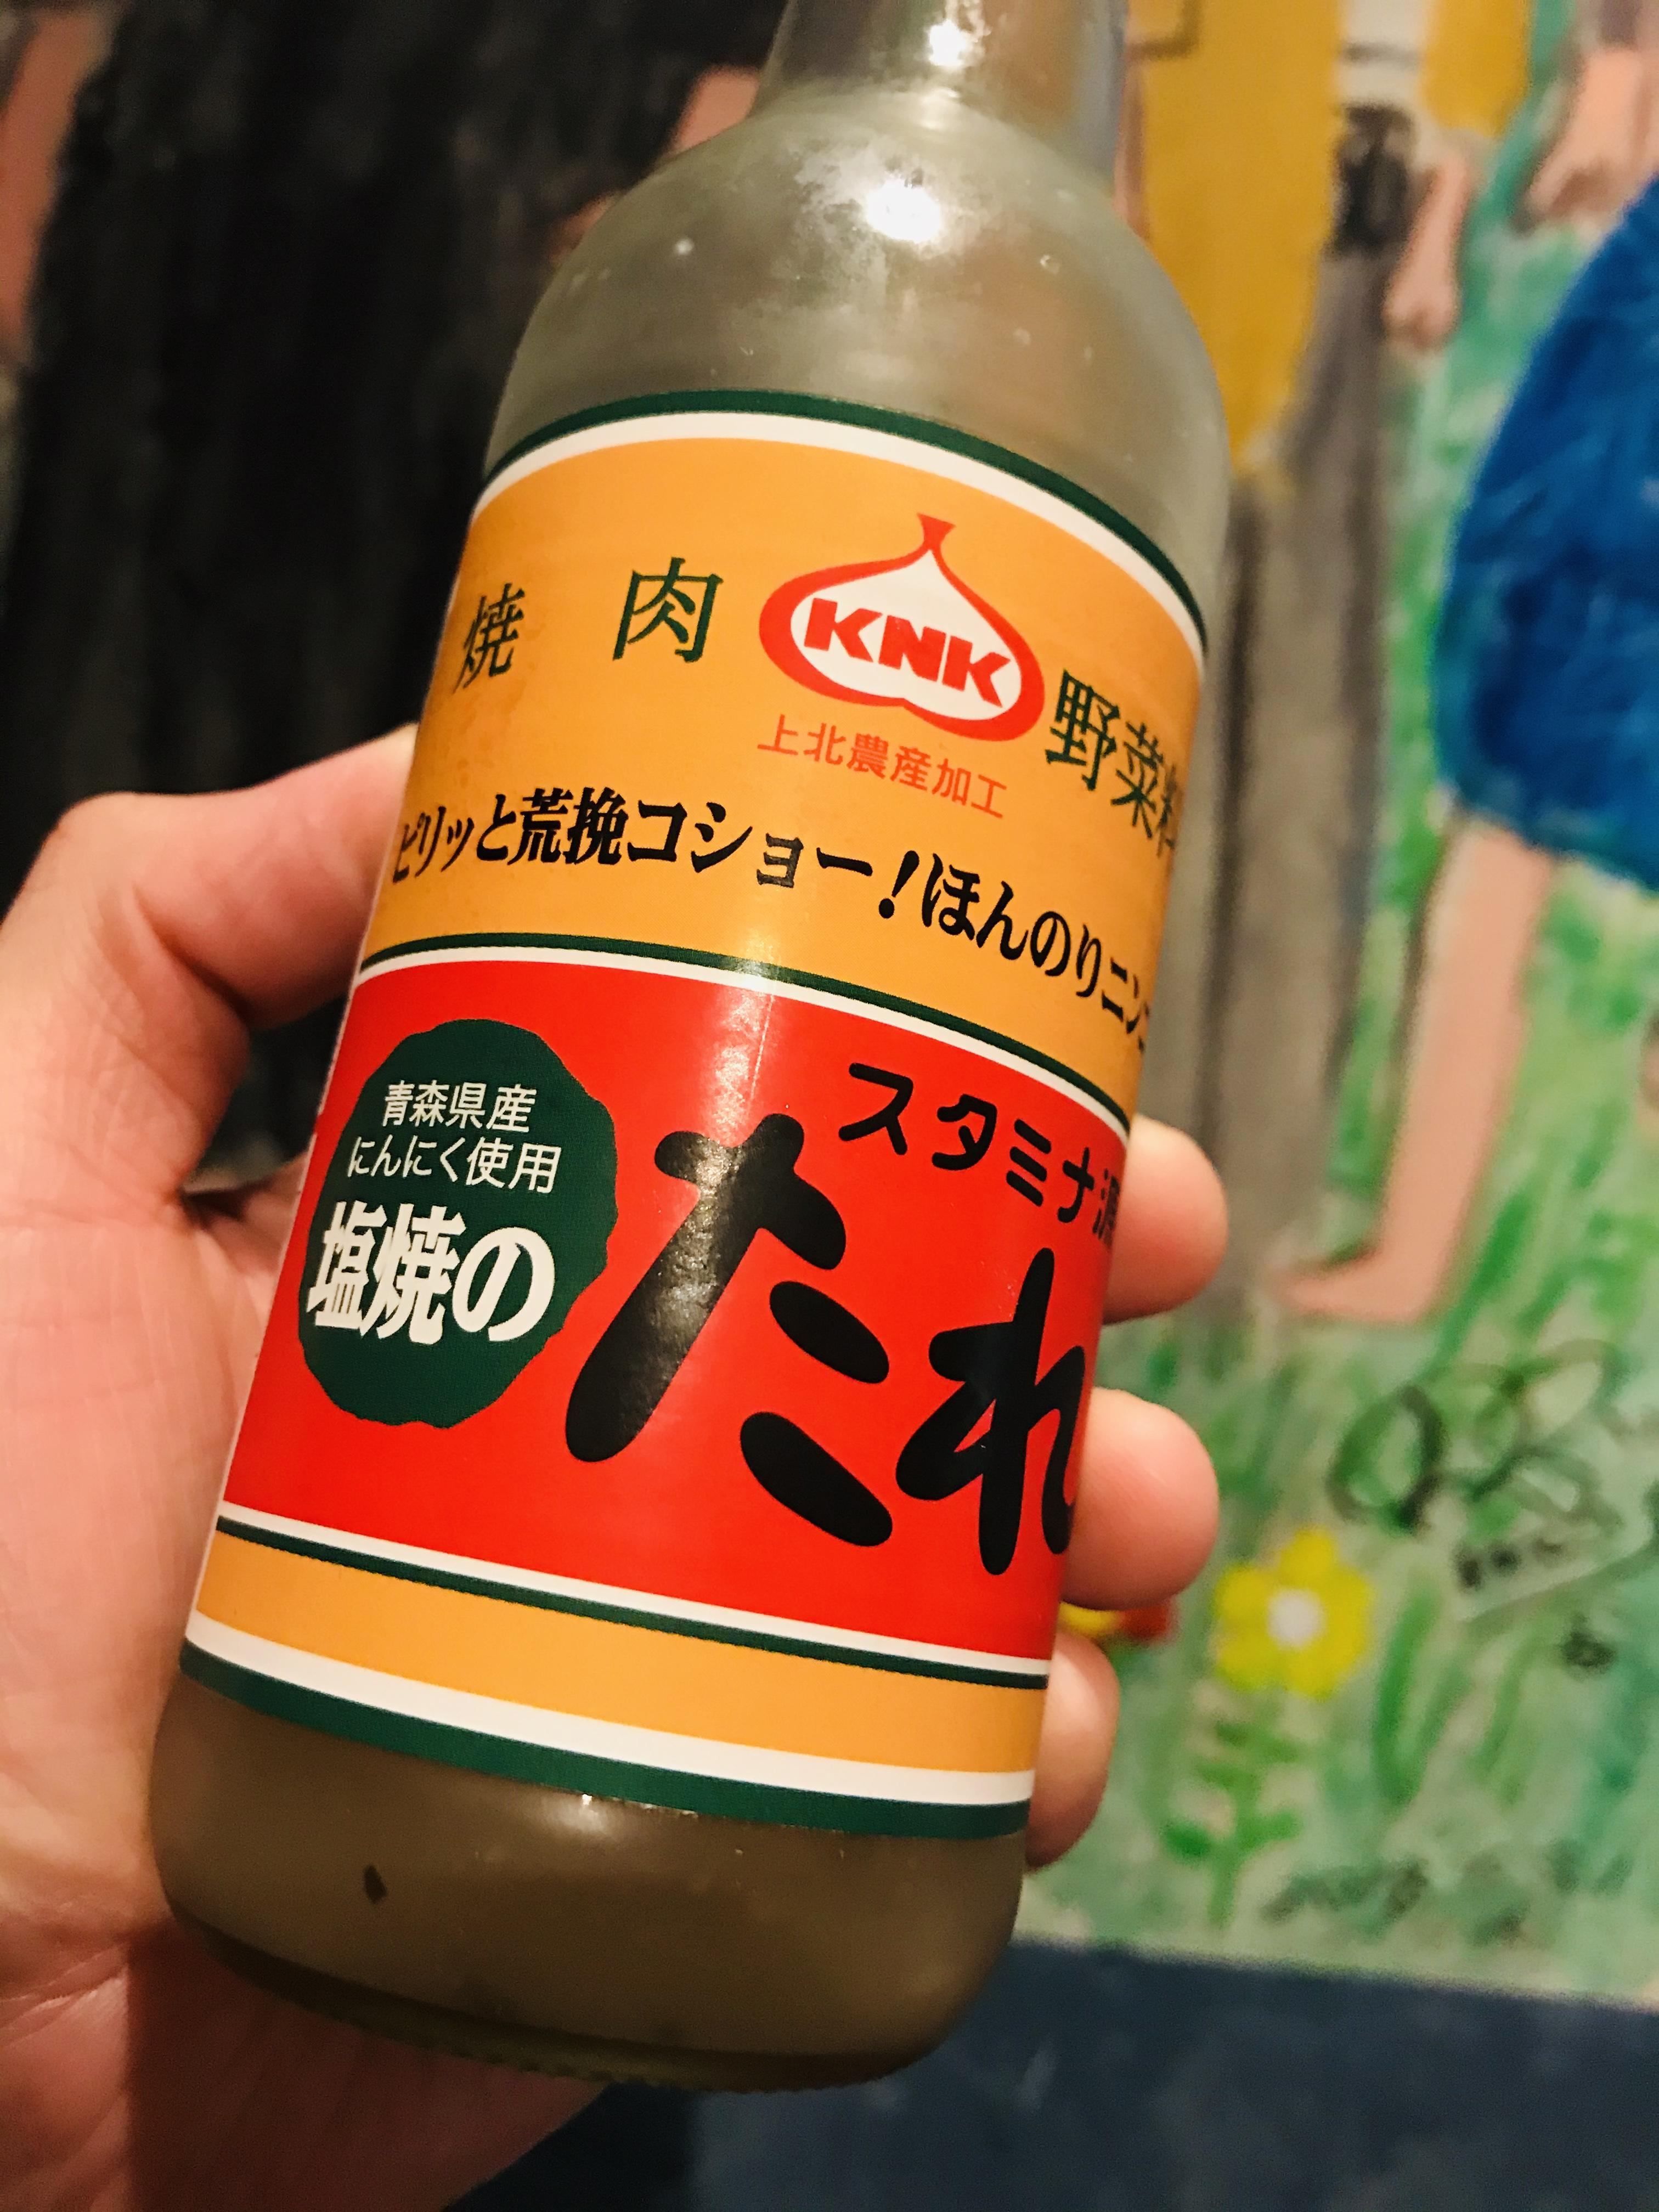 焼肉
KNK
上北農産加工
野菜料
ピリッと荒挽コショー!ほんのりニン
スタミナ源
青森県産
にんにく使用
塩焼の
たれ